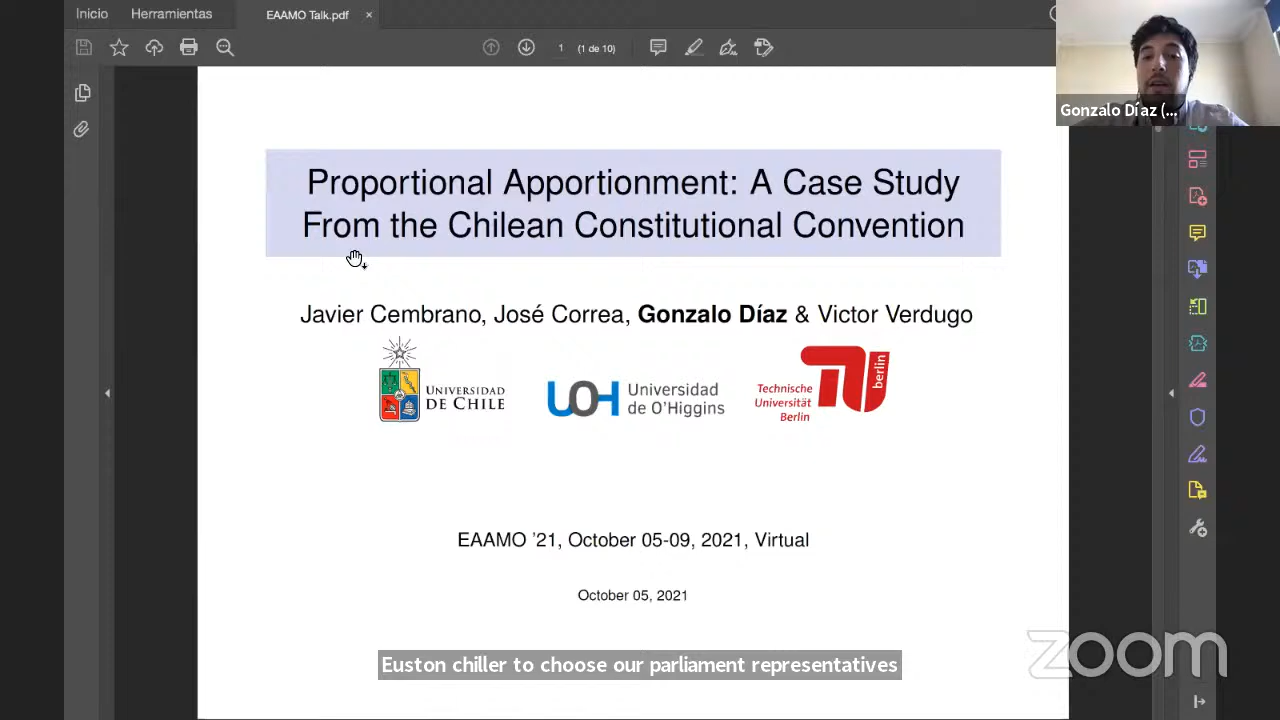 Inicio
Herramientas
EAAMO Talk.pdf
1
(1 de 10)
Gonzalo Díaz (...
Proportional Apportionment: A Case Study
From the Chilean Constitutional Convention
Javier Cembrano, José Correa, Gonzalo Díaz & Victor Verdugo
UNIVERSIDAD
DE CHILE
UOH
Universidad
de O'Higgins
Technische
Universität
Berlin
berlin
EAAMO '21, October 05-09, 2021, Virtual
October 05, 2021
Euston chiller to choose our parliament representatives
zoom